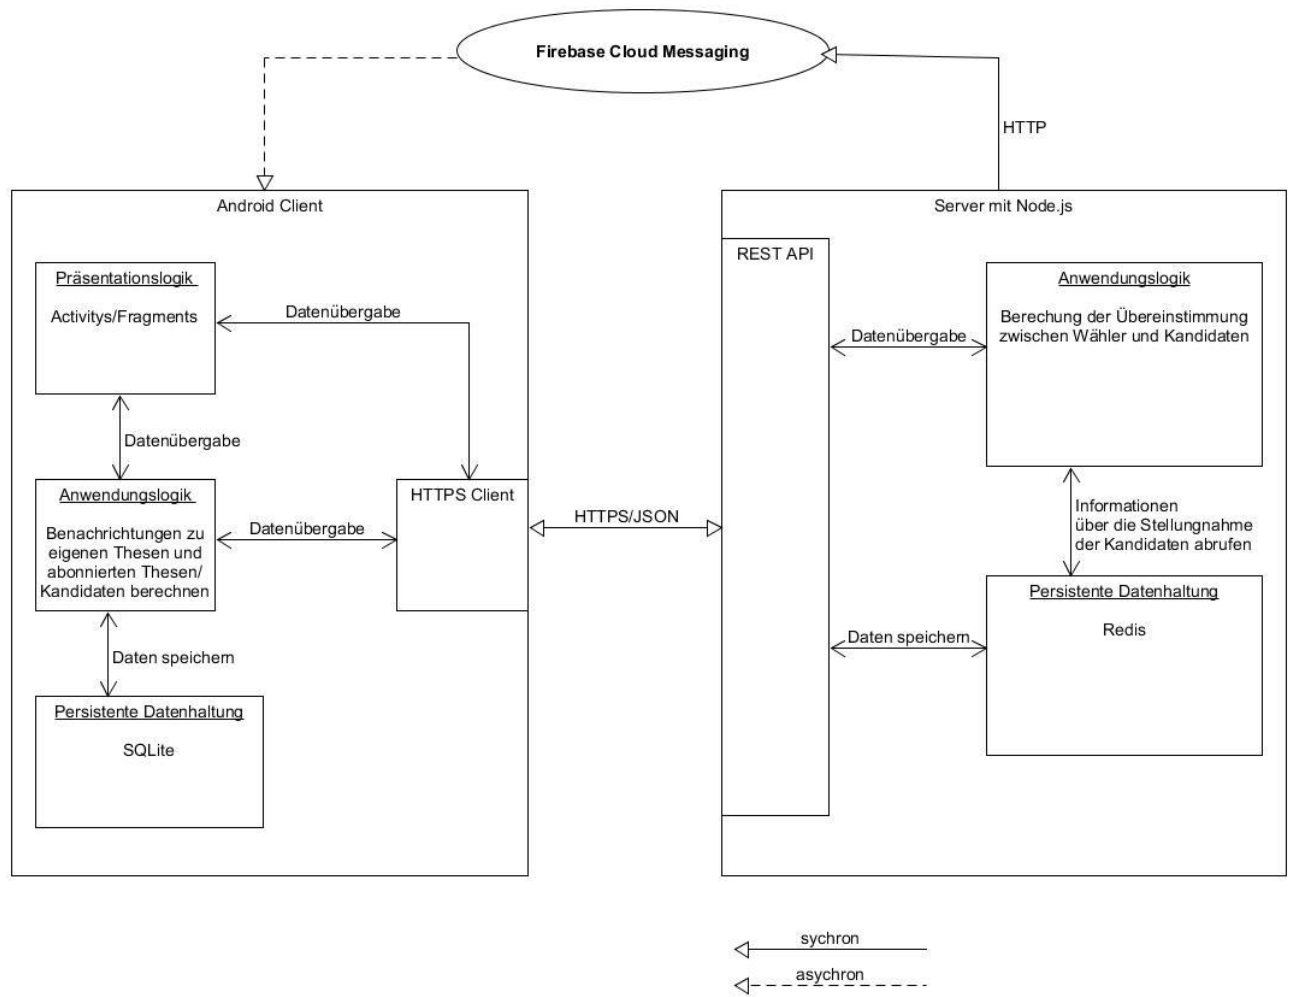 Firebase Cloud Messaging
HTTP
Android Client
Präsentationslogik
Activitys/Fragments
Datenübergabe
Datenübergabe
Anwendungslogik
Benachrichtungen zu
eigenen Thesen und
abonnierten Thesen/
Kandidaten berechnen
Datenübergabe
HTTPS Client
Daten speichern
Persistente Datenhaltung
SQLite
HTTPS/JSON
Server mit Node.js
REST API
Datenübergabe
Anwendungslogik
Berechung der Übereinstimmung
zwischen Wähler und Kandidaten
Informationen
über die Stellungnahme
der Kandidaten abrufen
Daten speichern
Persistente Datenhaltung
Redis
sychron
asychron